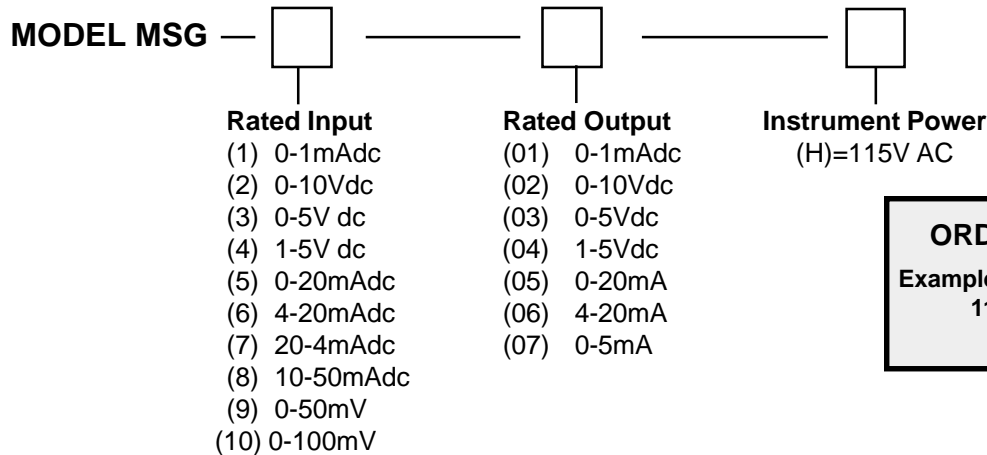 MODEL MSG
Rated Input
(1) 0-1mAdc
(2) 0-10Vdc
(3) 0-5V dc
(4) 1-5V dc
(5) 0-20mAdc
(6) 4-20mAdc
(7) 20-4mAdc
(8) 10-50mAdc
(9) 0-50mV
(10) 0-100mV
Rated Output
(01) 0-1mAdc
(02) 0-10Vdc
(03) 0-5Vdc
(04) 1-5Vdc
(05) 0-20mA
(06) 4-20mA
(07) 0-5mA
Instrument Power
(H)=115V AC